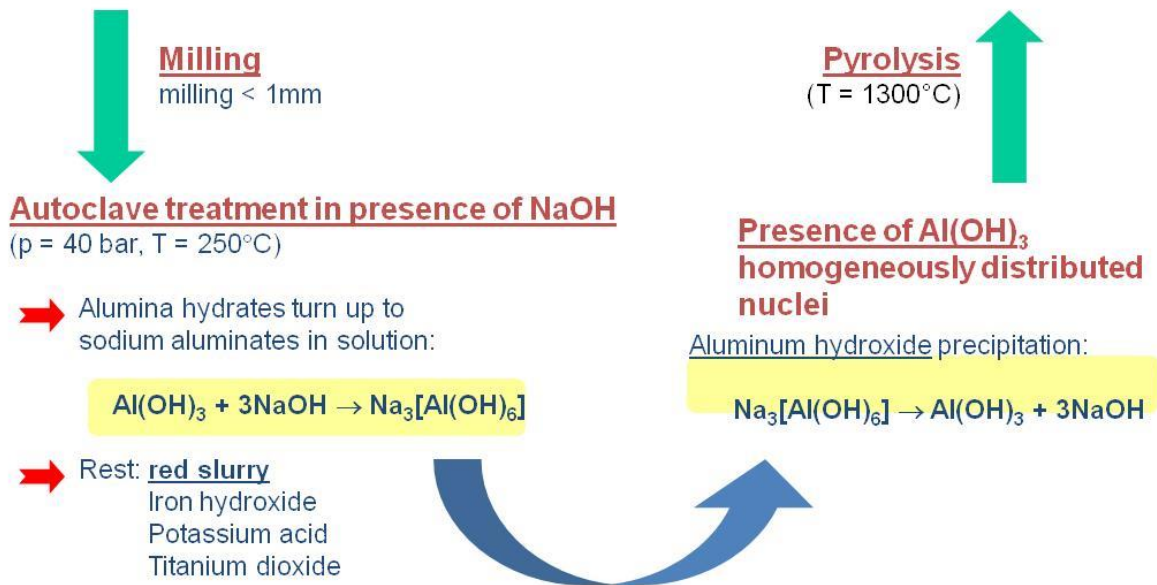 Milling
milling < 1mm
Autoclave treatment in presence of NaOH
(p = 40 bar, T = 250°C)
Alumina hydrates turn up to
sodium aluminates in solution:
Al(OH)₃ + 3NaOH → Na₃[Al(OH)₆]
Rest: red slurry
Iron hydroxide
Potassium acid
Titanium dioxide
Pyrolysis
(T = 1300°C)
Presence of Al(OH)₃
homogeneously distributed
nuclei
Aluminum hydroxide precipitation:
Na₃[Al(OH)₆] → Al(OH)₃ + 3NaOH